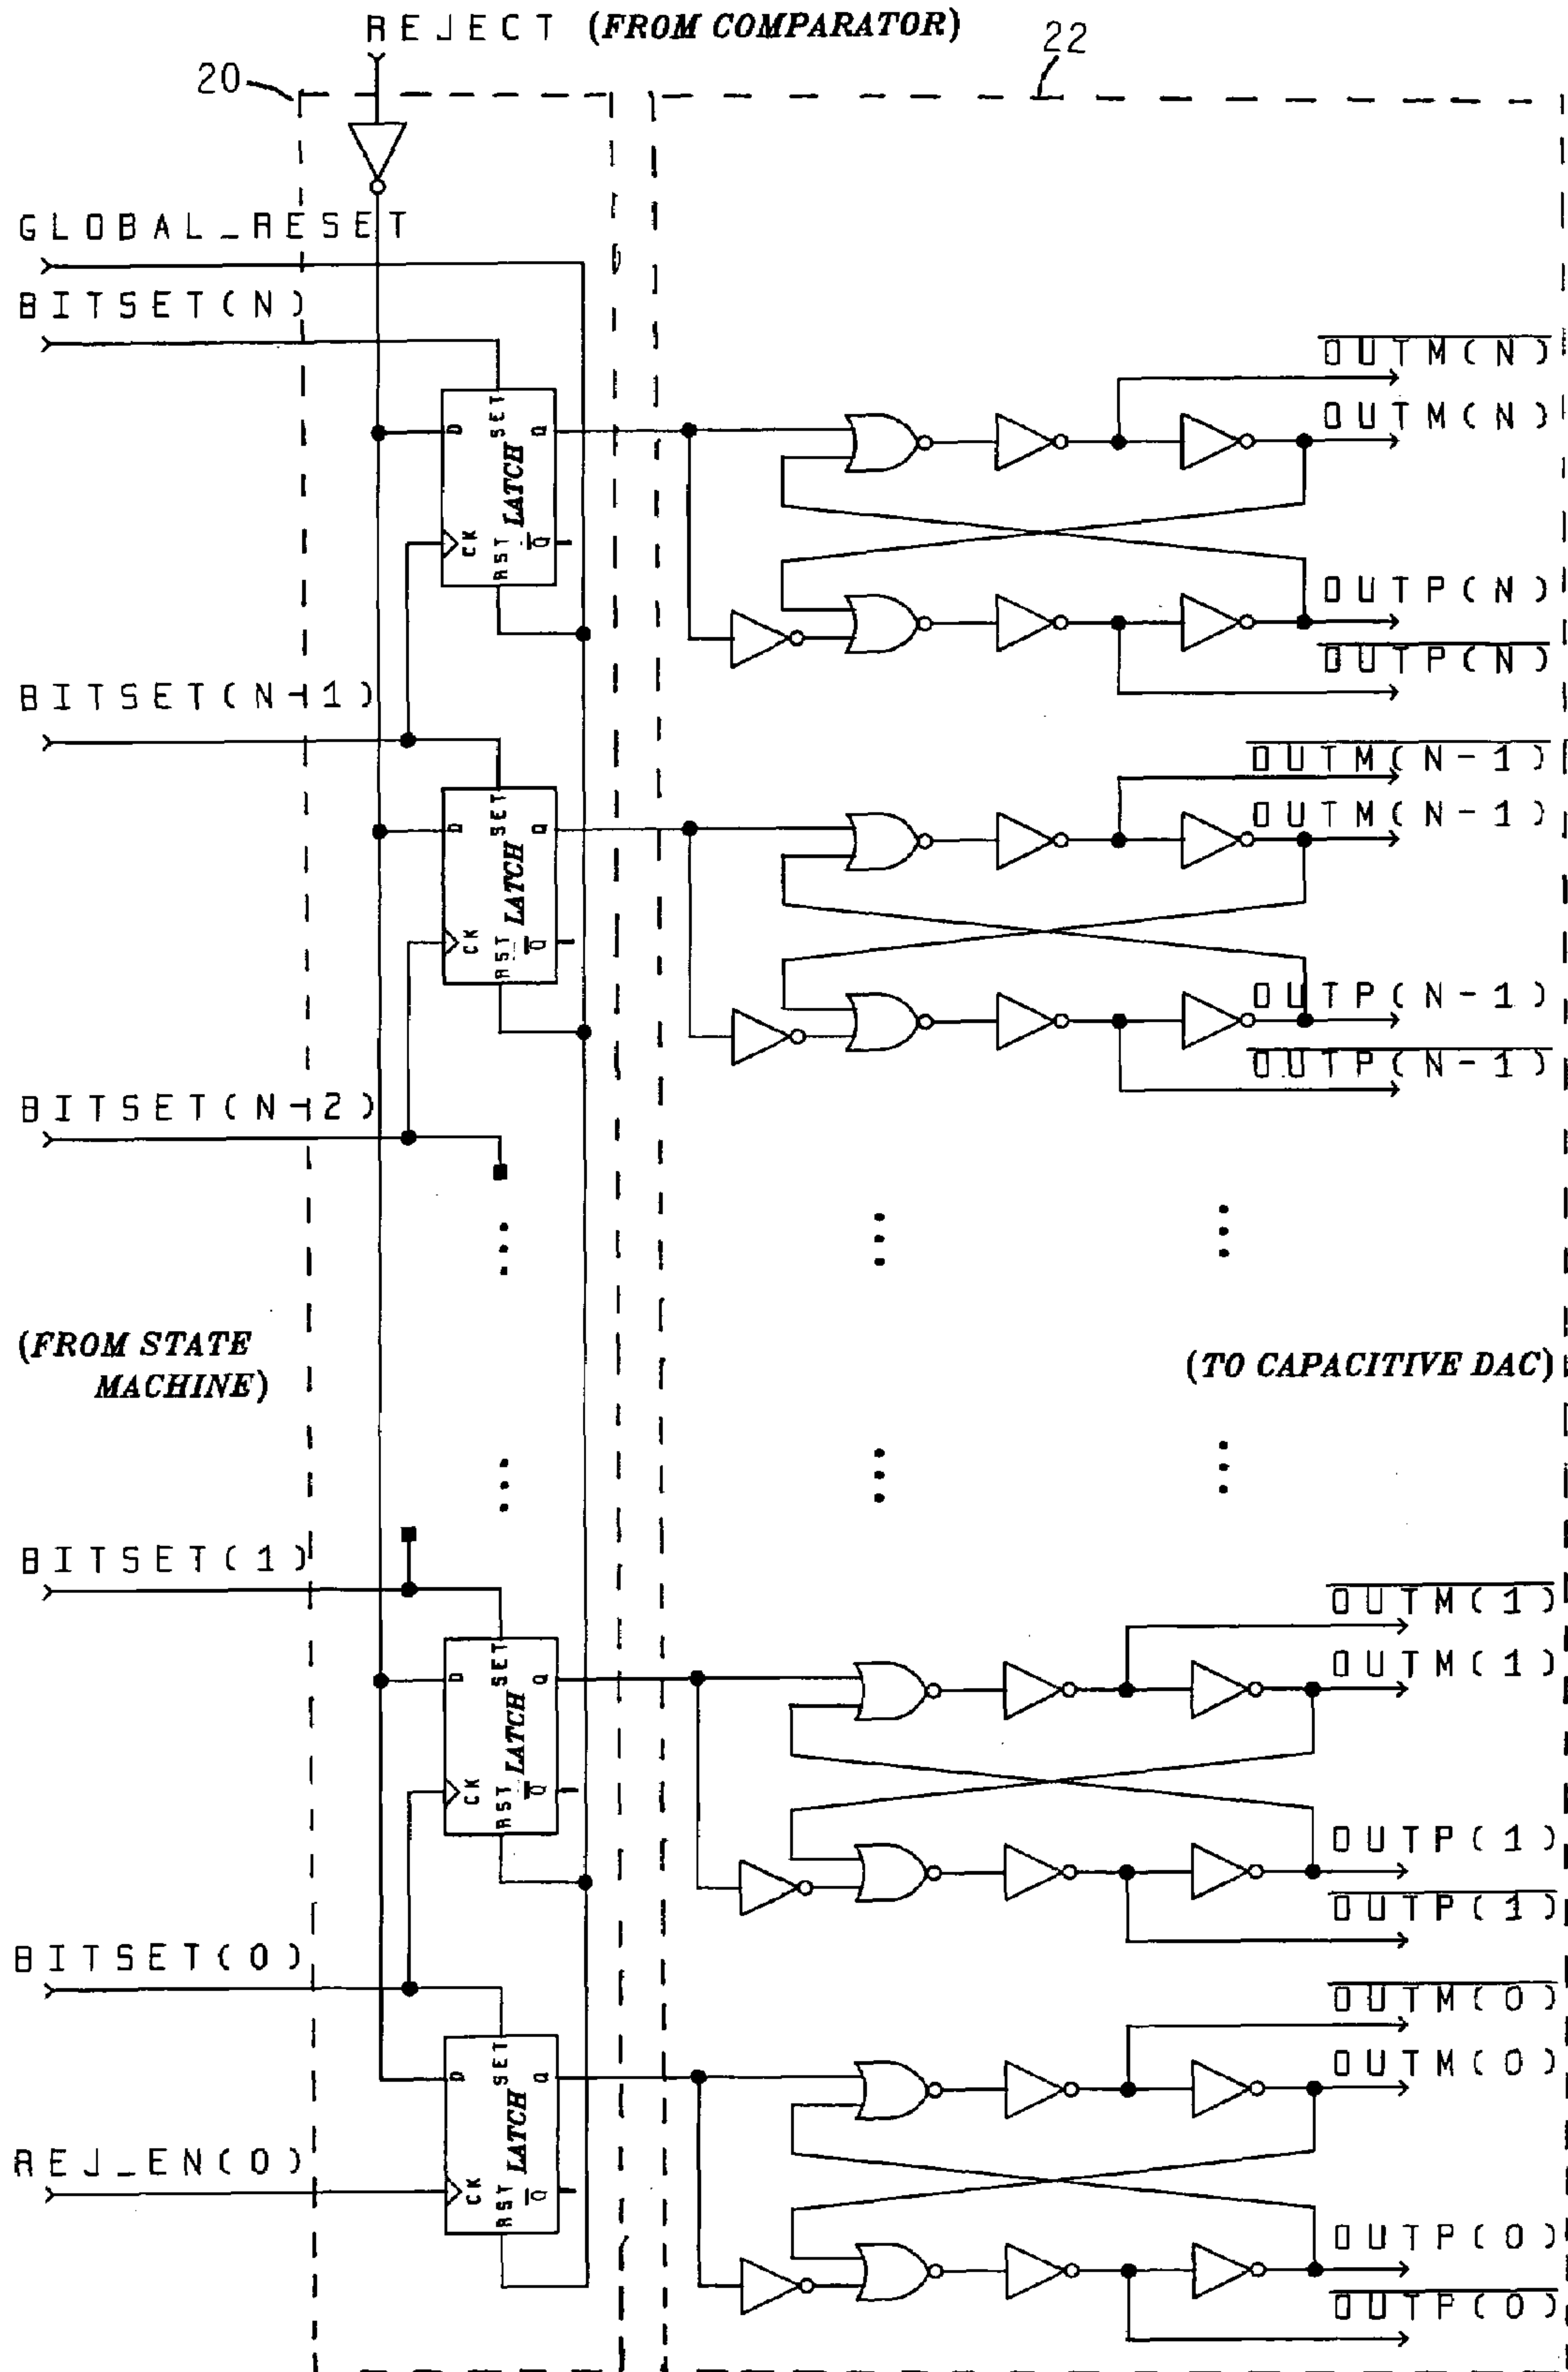 REJECT (FROM COMPARATOR)
20
22
GLOBAL_RESET
BITSET(N)
OUTM(N)
D SET Q
LATCH
CK RST Q
OUTM(N)
OUTP(N)
OUTP(N)
BITSET(N-1)
OUTM(N-1)
D SET Q
LATCH
CK RST Q
OUTM(N-1)
OUTP(N-1)
OUTP(N-1)
BITSET(N-2)
(FROM STATE
MACHINE)
(TO CAPACITIVE DAC)
BITSET(1)
OUTM(1)
D SET Q
LATCH
CK RST Q
OUTM(1)
OUTP(1)
OUTP(1)
BITSET(0)
OUTM(0)
D SET Q
LATCH
CK RST Q
OUTM(0)
REJ_EN(0)
OUTP(0)
OUTP(0)